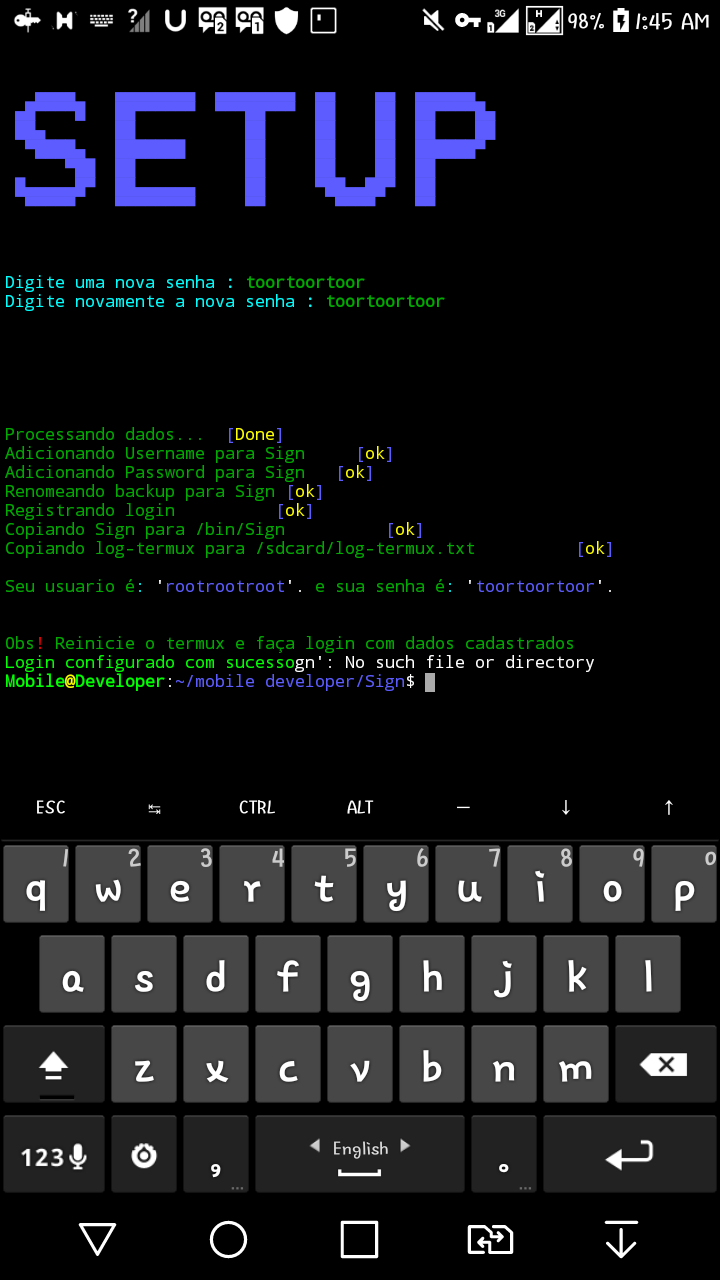 3G H 98% 1:45 AM
SETUP
Digite uma nova senha : toortoortoor
Digite novamente a nova senha : toortoortoor
Processando dados... [Done]
Adicionando Username para Sign [ok]
Adicionando Password para Sign [ok]
Renomeando backup para Sign [ok]
Registrando login [ok]
Copiando Sign para /bin/Sign [ok]
Copiando log-termux para /sdcard/log-termux.txt [ok]
Seu usuario é: 'rootrootroot'. e sua senha é: 'toortoortoor'.
Obs! Reinicie o termux e faça login com dados cadastrados
Login configurado com sucessogn': No such file or directory
Mobile@Developer:~/mobile developer/Sign$
ESC ↹ CTRL ALT — ↓ ↑
1 2 3 4 5 6 7 8 9 0
q w e r t y u i o p
a s d f g h j k l
z x c v b n m
123 , English .